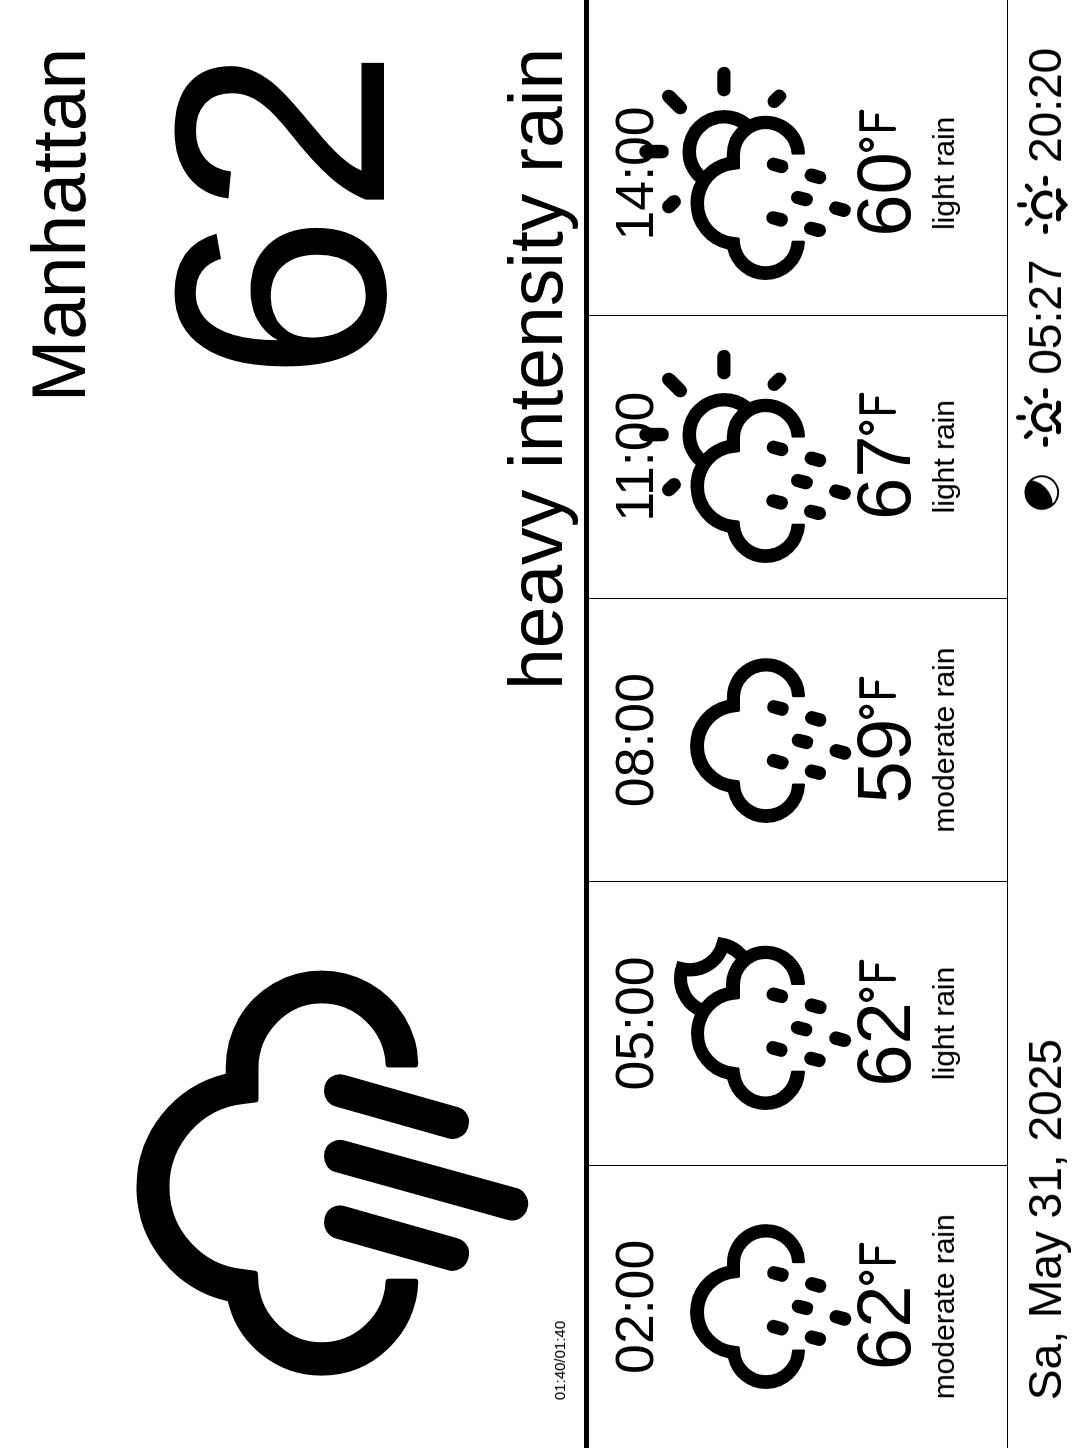 Manhattan
62
heavy intensity rain
01:40/01:40
02:00
62°F
moderate rain
05:00
62°F
light rain
08:00
59°F
moderate rain
11:00
67°F
light rain
14:00
60°F
light rain
Sa, May 31, 2025
05:27
20:20